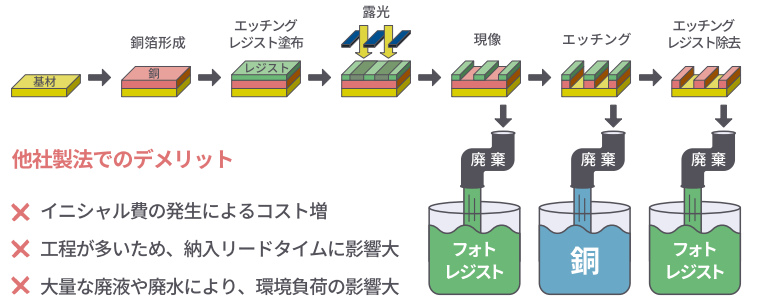 基材
銅箔形成
銅
エッチング
レジスト塗布
レジスト
露光
現像
エッチング
エッチング
レジスト除去
廃棄
廃棄
廃棄
フォト
レジスト
銅
フォト
レジスト
他社製法でのデメリット
イニシャル費の発生によるコスト増
工程が多いため、納入リードタイムに影響大
大量な廃液や廃水により、環境負荷の影響大